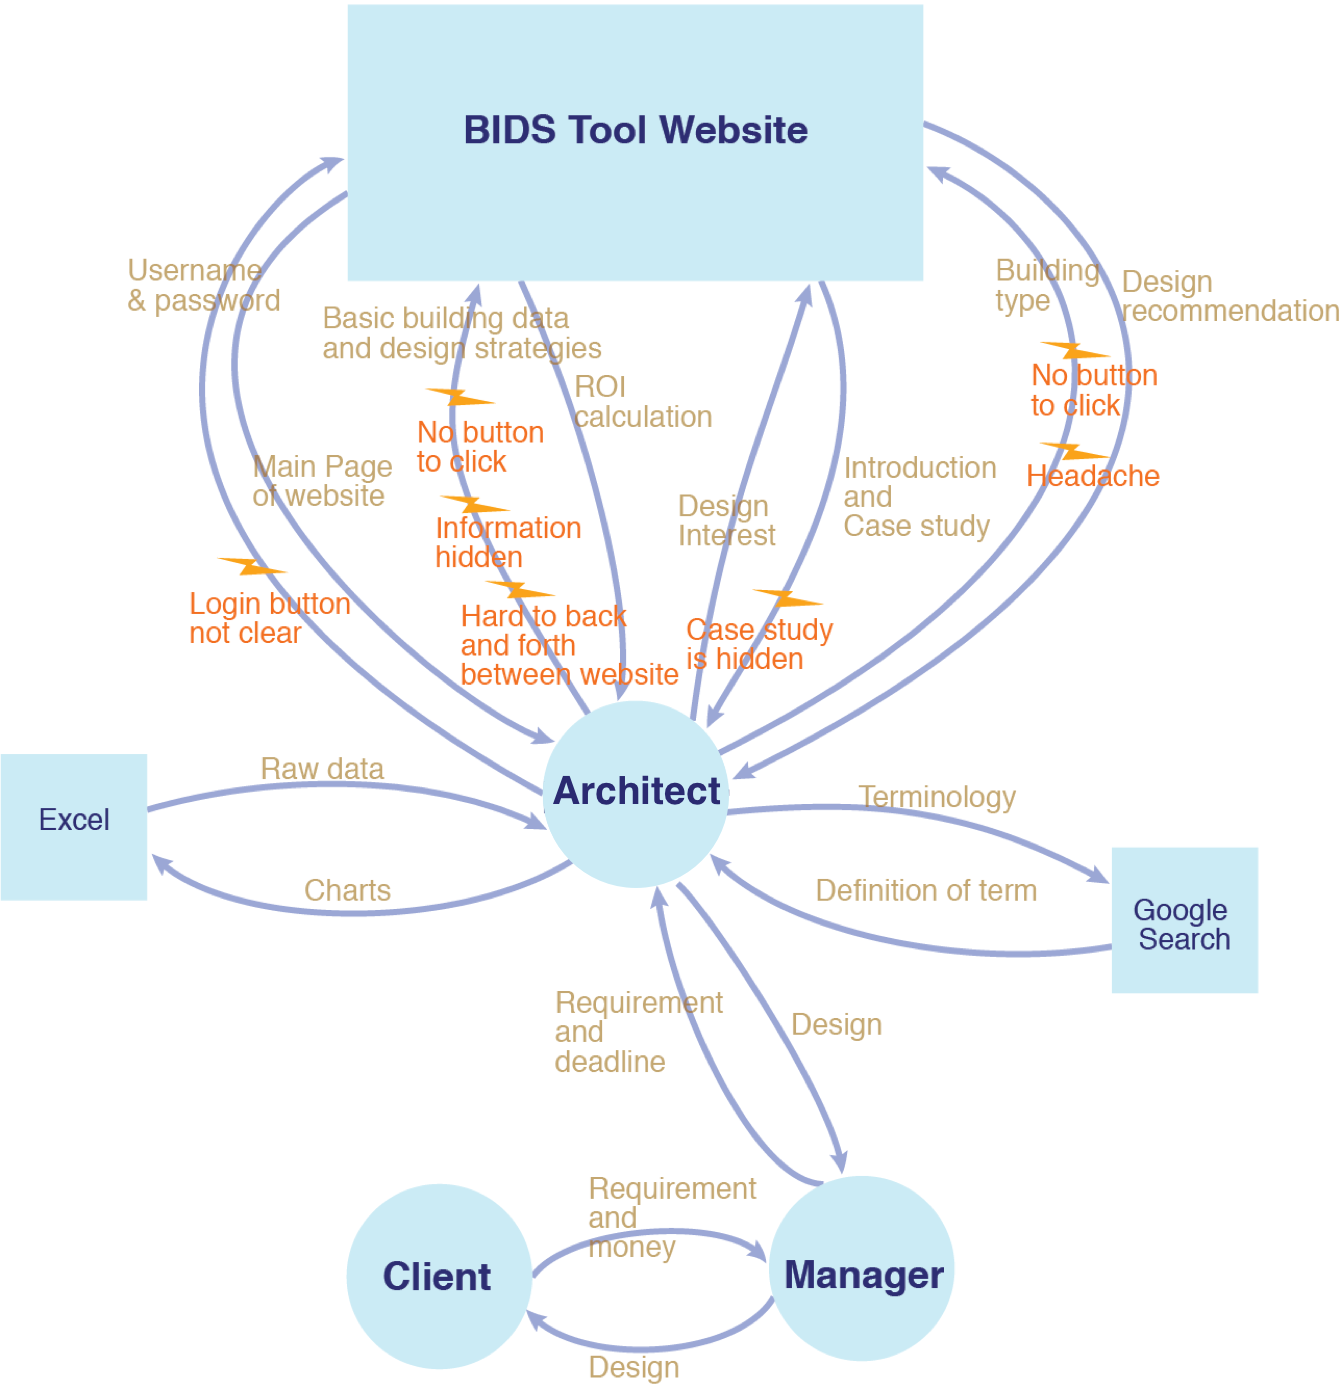 BIDS Tool Website
Username
& password
Basic building data
and design strategies
ROI
calculation
Building
type
Design
recommendation
No button
to click
No button
to click
Main Page
of website
Introduction
and
Case study
Headache
Design
Interest
Information
hidden
Login button
not clear
Hard to back
and forth
between website
Case study
is hidden
Architect
Raw data
Excel
Charts
Terminology
Definition of term
Google
Search
Requirement
and
deadline
Design
Requirement
and
money
Client
Manager
Design